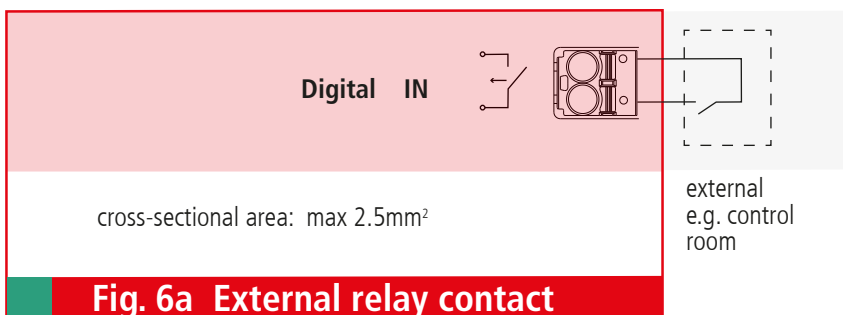 Digital IN
cross-sectional area: max 2.5mm²
external
e.g. control
room
Fig. 6a External relay contact